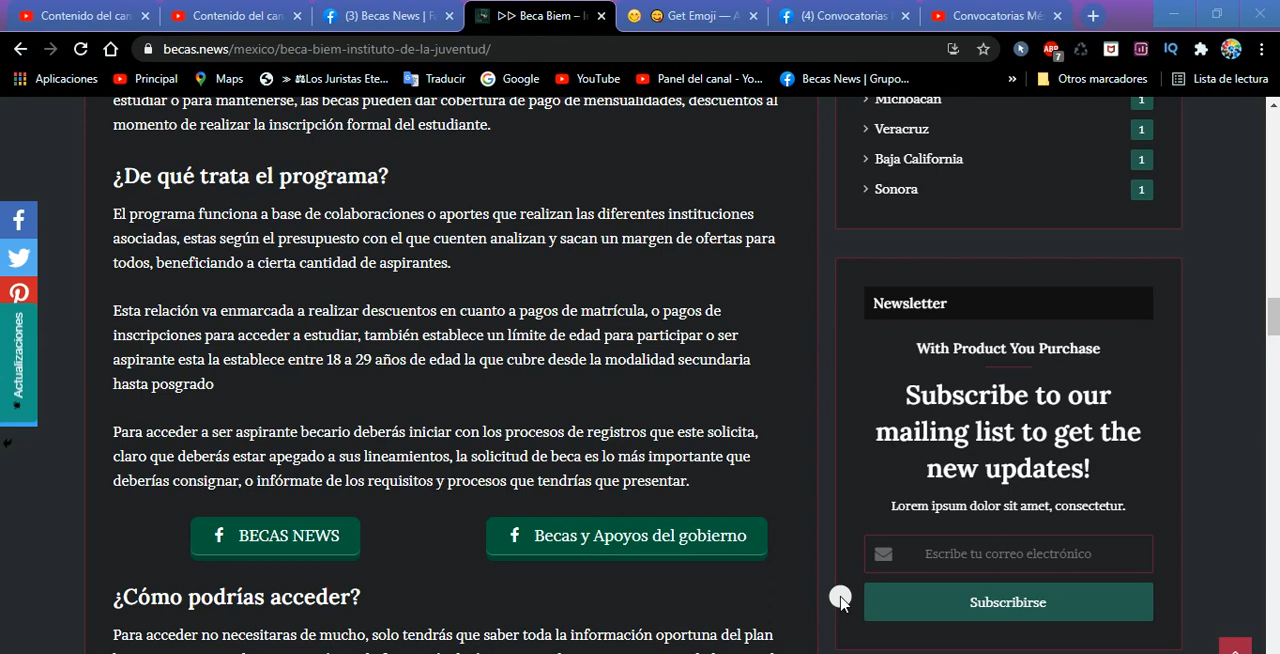 Contenido del can
Contenido del can
(3) Becas News | F
▷▷ Beca Biem – I
Get Emoji — A
(4) Convocatorias
Convocatorias Mé
becas.news/mexico/beca-biem-instituto-de-la-juventud/
ABP
7
IQ
Aplicaciones
Principal
Maps
» ⚖Los Juristas Ete...
Traducir
Google
YouTube
Panel del canal - Yo...
Becas News | Grupo...
»
Otros marcadores
Lista de lectura
estudiar o para mantenerse, las becas pueden dar cobertura de pago de mensualidades, descuentos al
momento de realizar la inscripción formal del estudiante.
¿De qué trata el programa?
El programa funciona a base de colaboraciones o aportes que realizan las diferentes instituciones
asociadas, estas según el presupuesto con el que cuenten analizan y sacan un margen de ofertas para
todos, beneficiando a cierta cantidad de aspirantes.
Esta relación va enmarcada a realizar descuentos en cuanto a pagos de matrícula, o pagos de
inscripciones para acceder a estudiar, también establece un límite de edad para participar o ser
aspirante esta la establece entre 18 a 29 años de edad la que cubre desde la modalidad secundaria
hasta posgrado
Para acceder a ser aspirante becario deberás iniciar con los procesos de registros que este solicita,
claro que deberás estar apegado a sus lineamientos, la solicitud de beca es lo más importante que
deberías consignar, o infórmate de los requisitos y procesos que tendrías que presentar.
BECAS NEWS
Becas y Apoyos del gobierno
¿Cómo podrías acceder?
Para acceder no necesitaras de mucho, solo tendrás que saber toda la información oportuna del plan
Actualizaciones
Michoacán 1
Veracruz 1
Baja California 1
Sonora 1
Newsletter
With Product You Purchase
Subscribe to our
mailing list to get the
new updates!
Lorem ipsum dolor sit amet, consectetur.
Escribe tu correo electrónico
Subscribirse